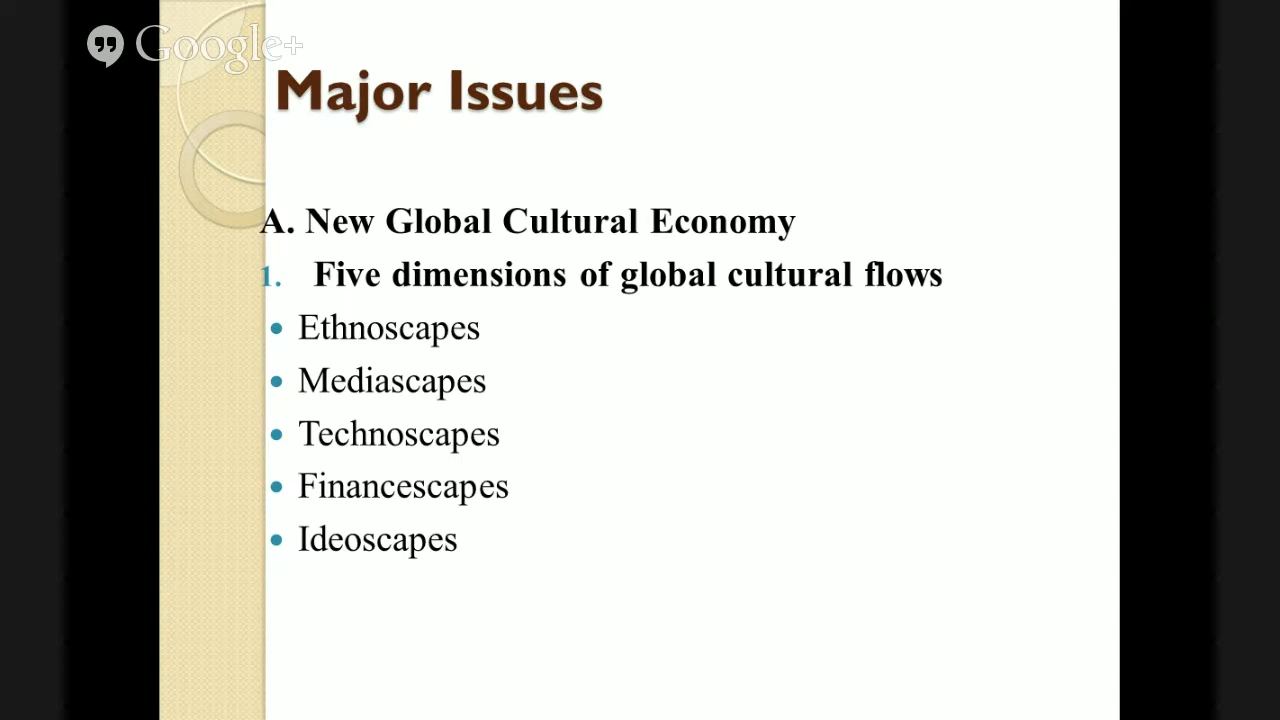 Google+
Major Issues
A. New Global Cultural Economy
1. Five dimensions of global cultural flows
• Ethnoscapes
• Mediascapes
• Technoscapes
• Financescapes
• Ideoscapes